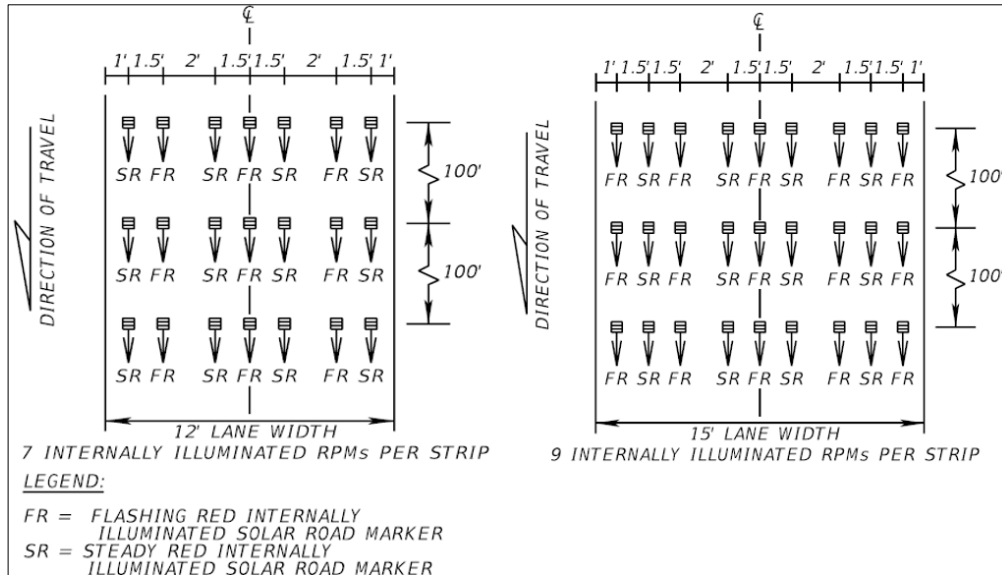 ℄
1' 1.5' 2' 1.5' 1.5' 2' 1.5' 1'
DIRECTION OF TRAVEL
SR FR SR FR SR FR SR
100'
SR FR SR FR SR FR SR
100'
SR FR SR FR SR FR SR
12' LANE WIDTH
7 INTERNALLY ILLUMINATED RPMs PER STRIP
℄
1' 1.5' 1.5' 2' 1.5' 1.5' 2' 1.5' 1.5' 1'
DIRECTION OF TRAVEL
FR SR FR SR FR SR FR SR FR
100'
FR SR FR SR FR SR FR SR FR
100'
FR SR FR SR FR SR FR SR FR
15' LANE WIDTH
9 INTERNALLY ILLUMINATED RPMs PER STRIP
LEGEND:
FR = FLASHING RED INTERNALLY
ILLUMINATED SOLAR ROAD MARKER
SR = STEADY RED INTERNALLY
ILLUMINATED SOLAR ROAD MARKER